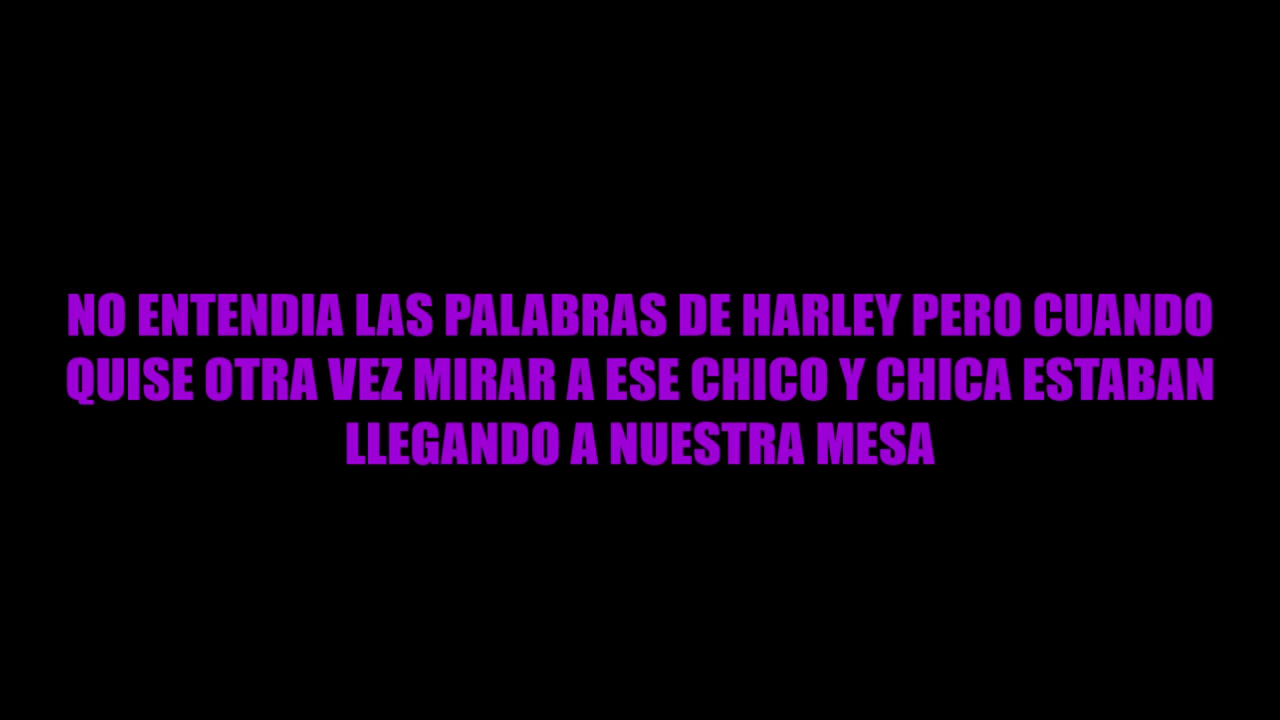 NO ENTENDIA LAS PALABRAS DE HARLEY PERO CUANDO
QUISE OTRA VEZ MIRAR A ESE CHICO Y CHICA ESTABAN
LLEGANDO A NUESTRA MESA